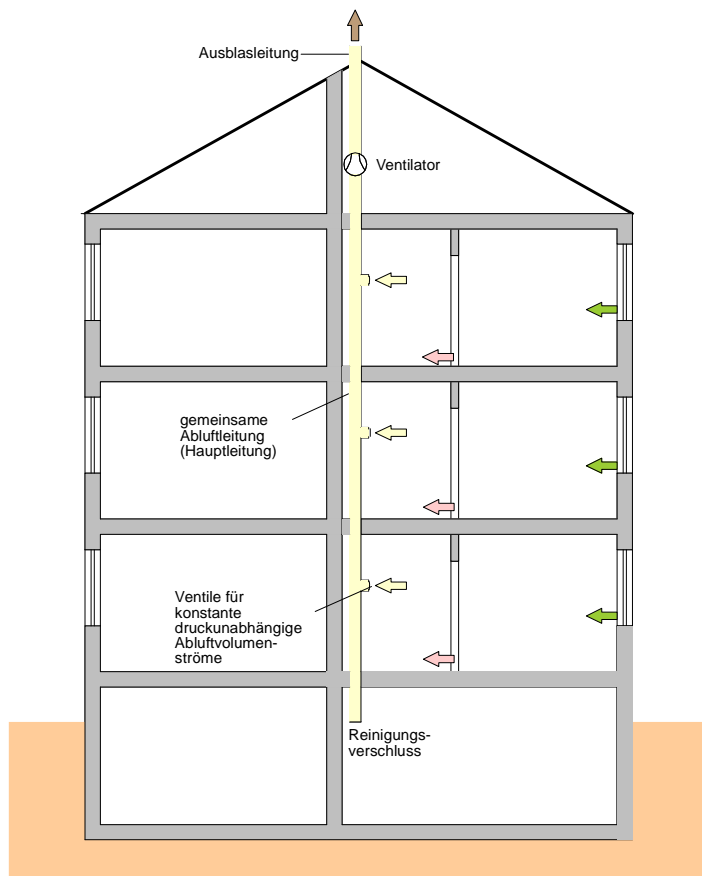 Ausblasleitung
Ventilator
gemeinsame
Abluftleitung
(Hauptleitung)
Ventile für
konstante
druckunabhängige
Abluftvolumen-
ströme
Reinigungs-
verschluss